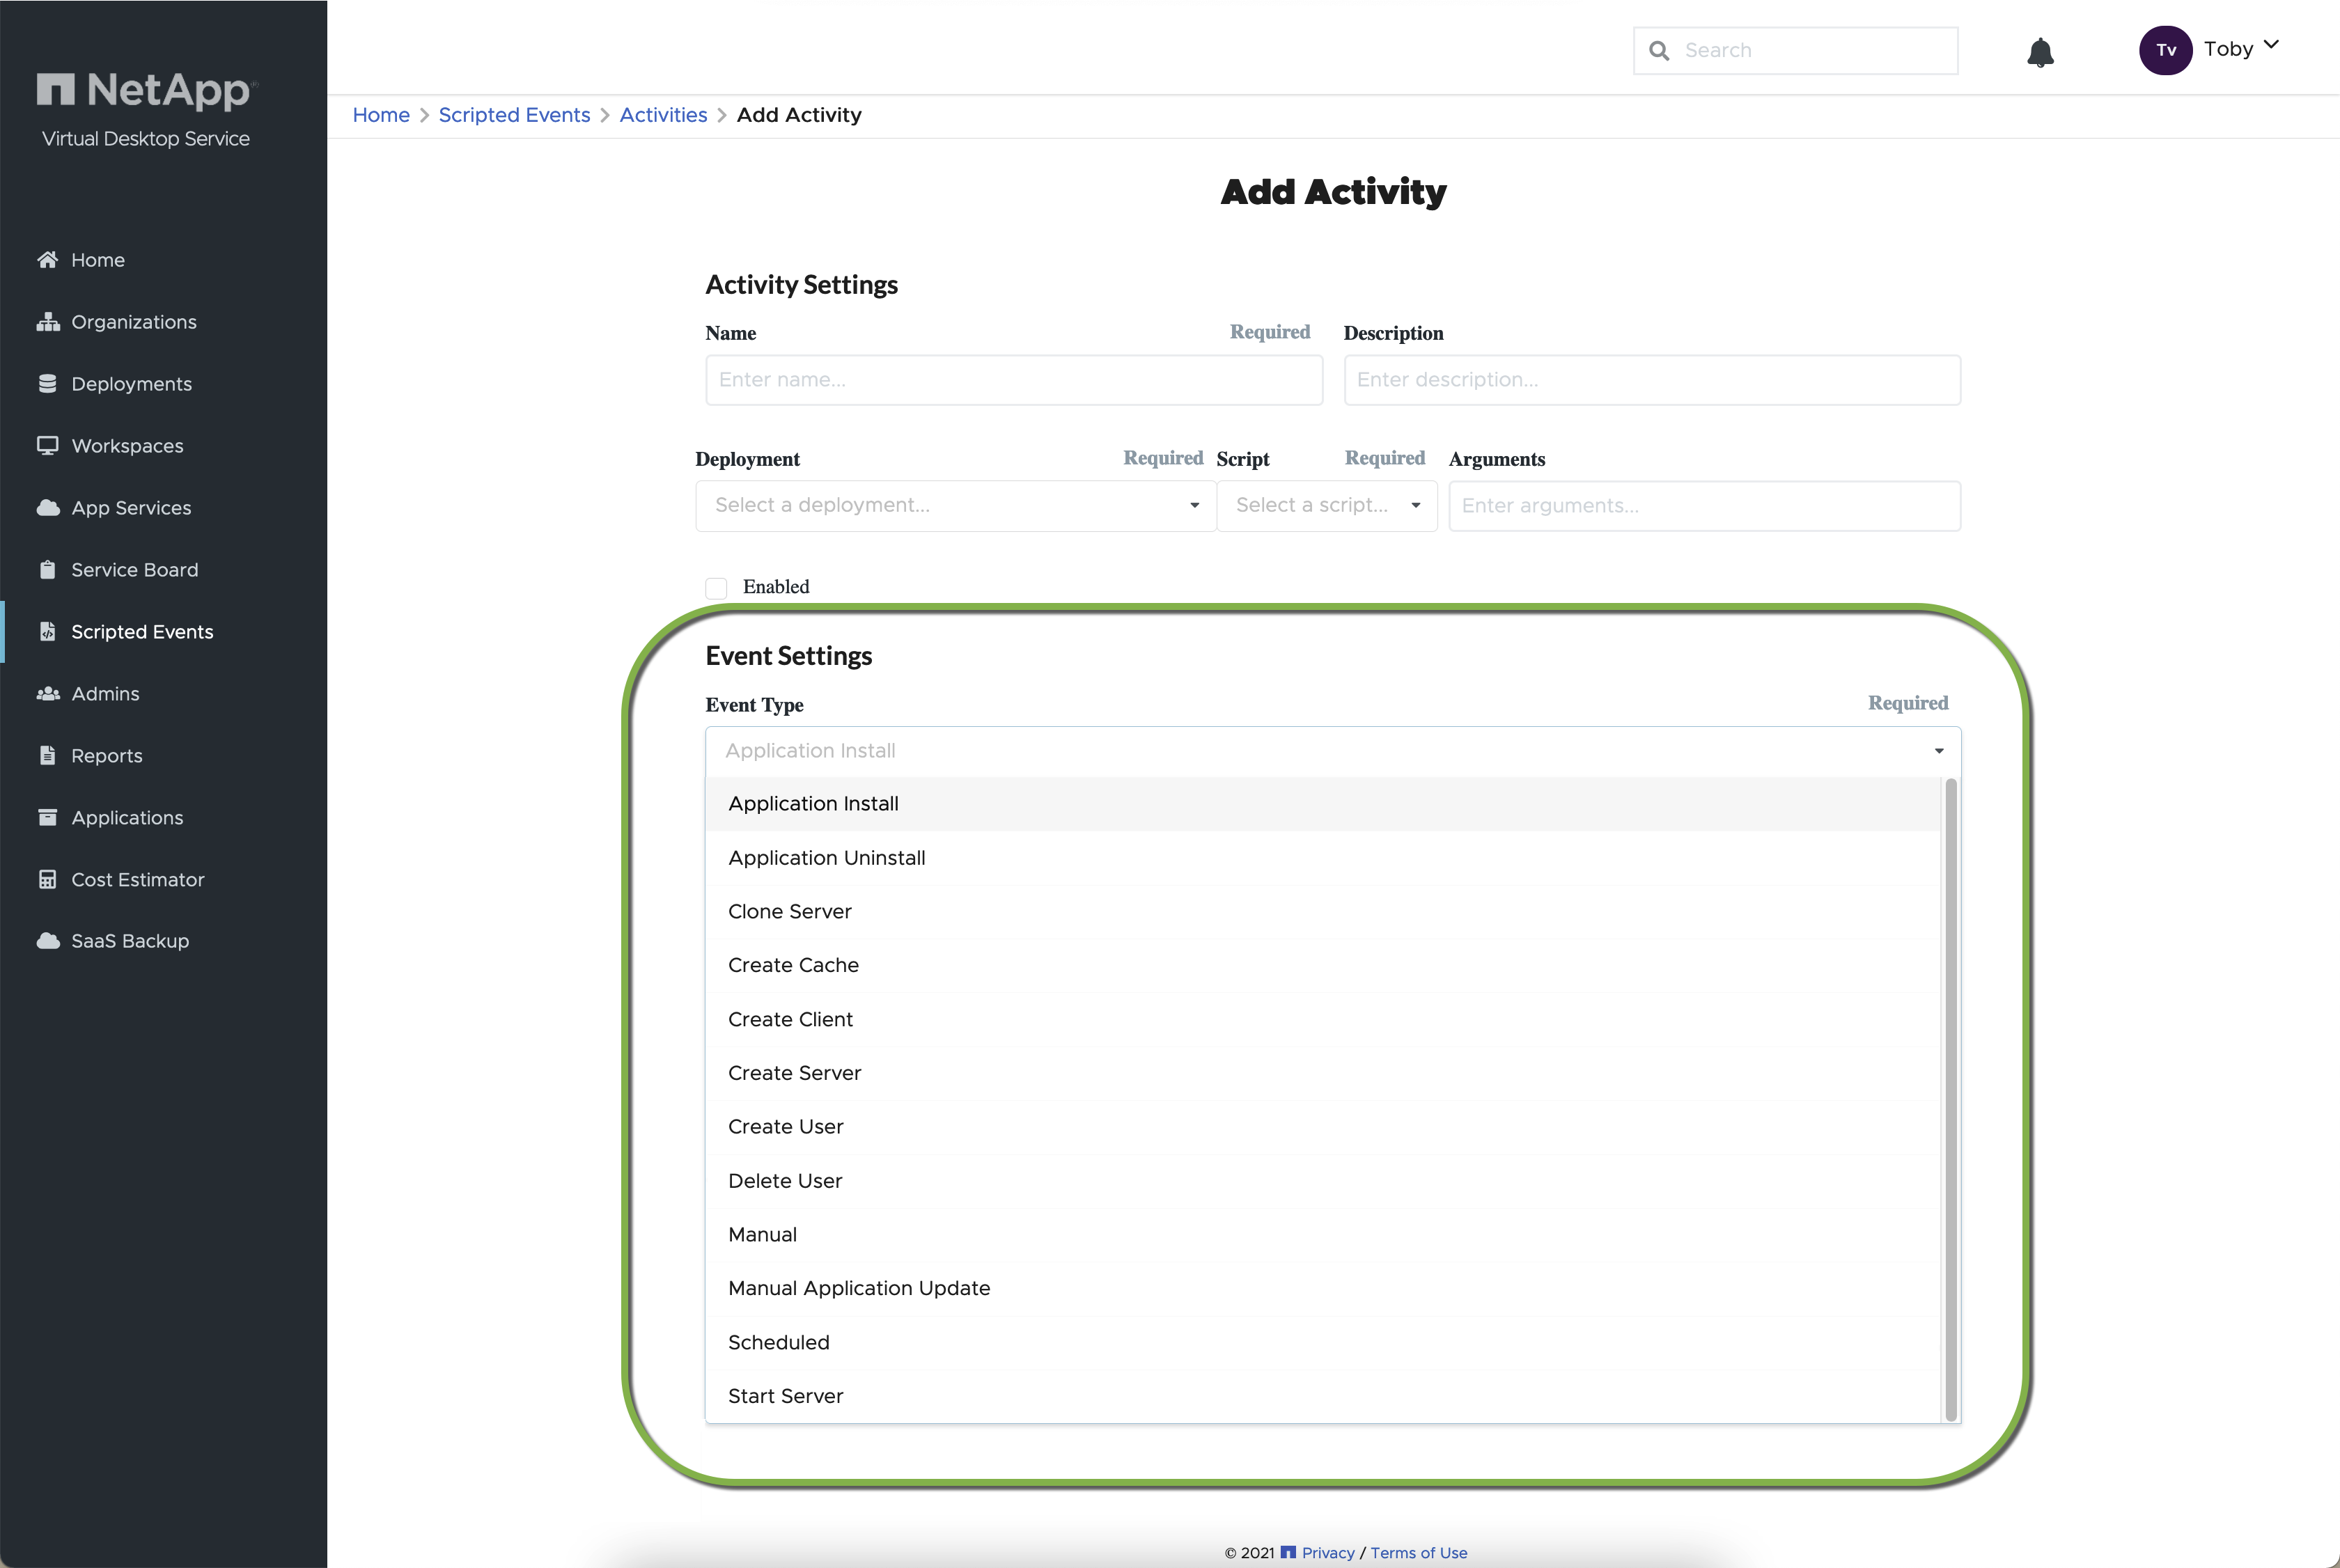 NetApp
Virtual Desktop Service
Home
Organizations
Deployments
Workspaces
App Services
Service Board
Scripted Events
Admins
Reports
Applications
Cost Estimator
SaaS Backup
Search
Tv Toby
Home > Scripted Events > Activities > Add Activity
Add Activity
Activity Settings
Name Required Description
Enter name... Enter description...
Deployment Required Script Required Arguments
Select a deployment... Select a script... Enter arguments...
Enabled
Event Settings
Event Type Required
Application Install
Application Install
Application Uninstall
Clone Server
Create Cache
Create Client
Create Server
Create User
Delete User
Manual
Manual Application Update
Scheduled
Start Server
© 2021 Privacy / Terms of Use